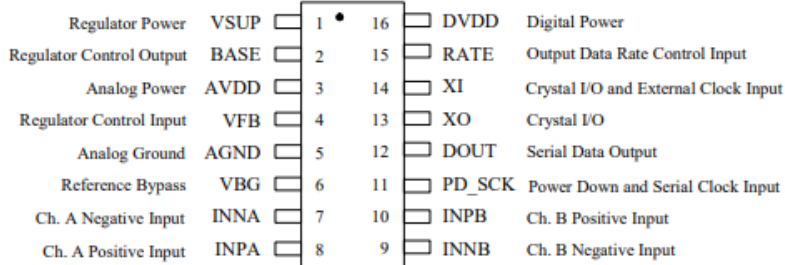 Regulator Power VSUP 1 16 DVDD Digital Power
Regulator Control Output BASE 2 15 RATE Output Data Rate Control Input
Analog Power AVDD 3 14 XI Crystal I/O and External Clock Input
Regulator Control Input VFB 4 13 XO Crystal I/O
Analog Ground AGND 5 12 DOUT Serial Data Output
Reference Bypass VBG 6 11 PD_SCK Power Down and Serial Clock Input
Ch. A Negative Input INNA 7 10 INPB Ch. B Positive Input
Ch. A Positive Input INPA 8 9 INNB Ch. B Negative Input